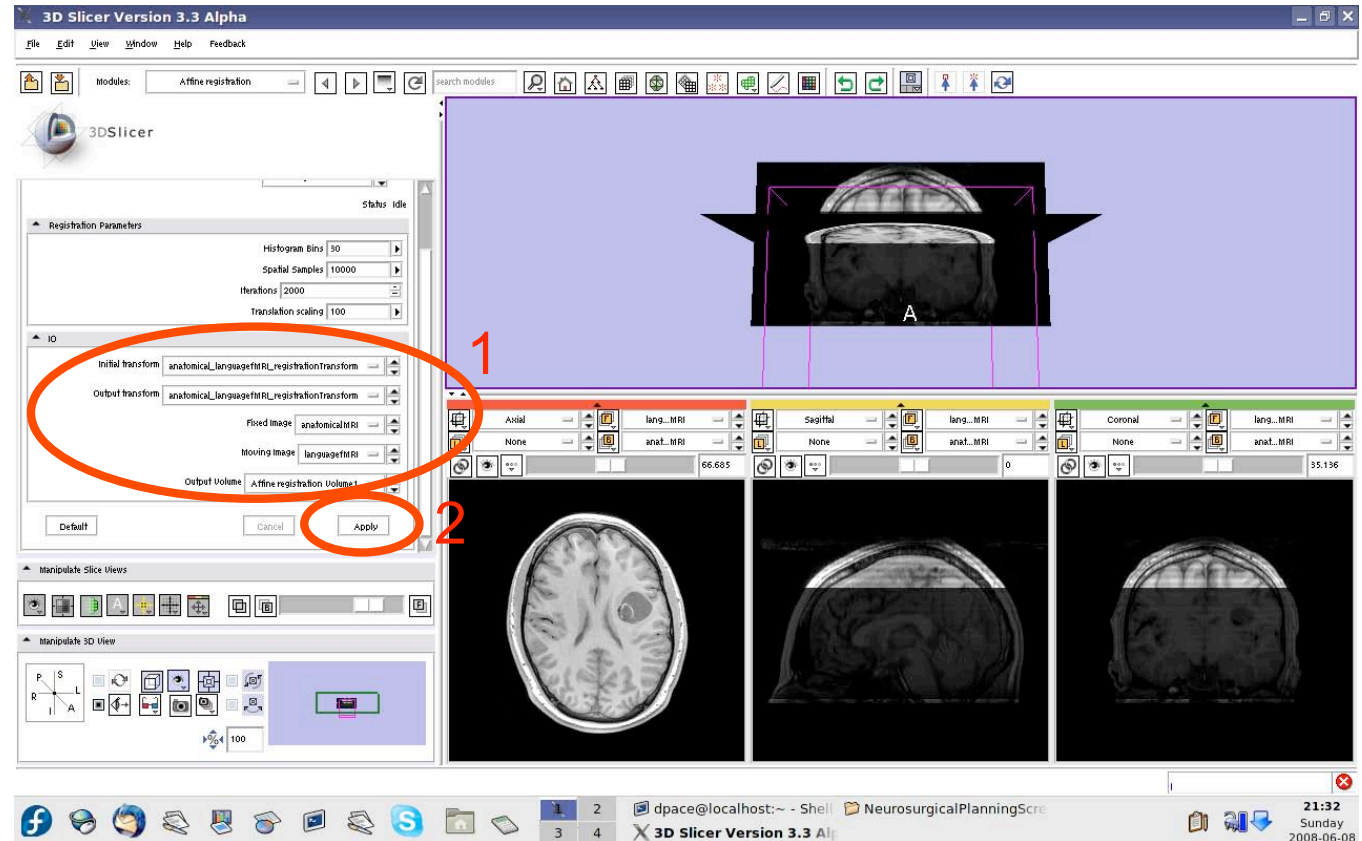 3D Slicer Version 3.3 Alpha
File Edit View Window Help Feedback
Modules: Affine registration search modules
3DSlicer
Status Idle
Registration Parameters
Histogram Bins 30
Spatial Samples 10000
Iterations 2000
Translation scaling 100
IO
Initial transform anatomical_languagefMRI_registrationTransform
Output transform anatomical_languagefMRI_registrationTransform
Fixed Image anatomicalMRI
Moving Image languagefMRI
Output Volume Affine registration Volume1
1
Default Cancel Apply
2
Manipulate Slice Views
B F
Manipulate 3D View
P S
R L
I A
100
A
Axial F lang...MRI
L None B anat...MRI
66.685
Sagittal F lang...MRI
L None B anat...MRI
0
Coronal F lang...MRI
L None B anat...MRI
35.136
1 2
3 4
dpace@localhost:~ - Shell
NeurosurgicalPlanningScre
3D Slicer Version 3.3 Alp
21:32
Sunday
2008-06-08